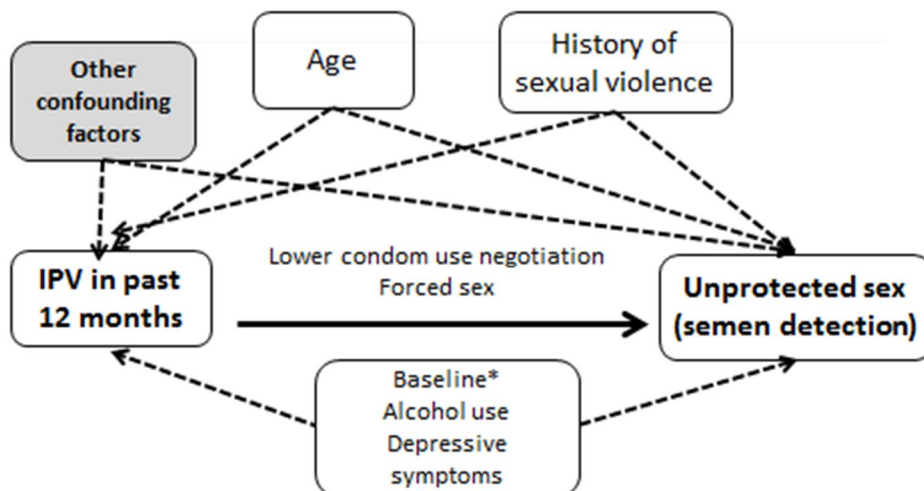 Other
confounding
factors
Age
History of
sexual violence
IPV in past
12 months
Lower condom use negotiation
Forced sex
Unprotected sex
(semen detection)
Baseline*
Alcohol use
Depressive
symptoms